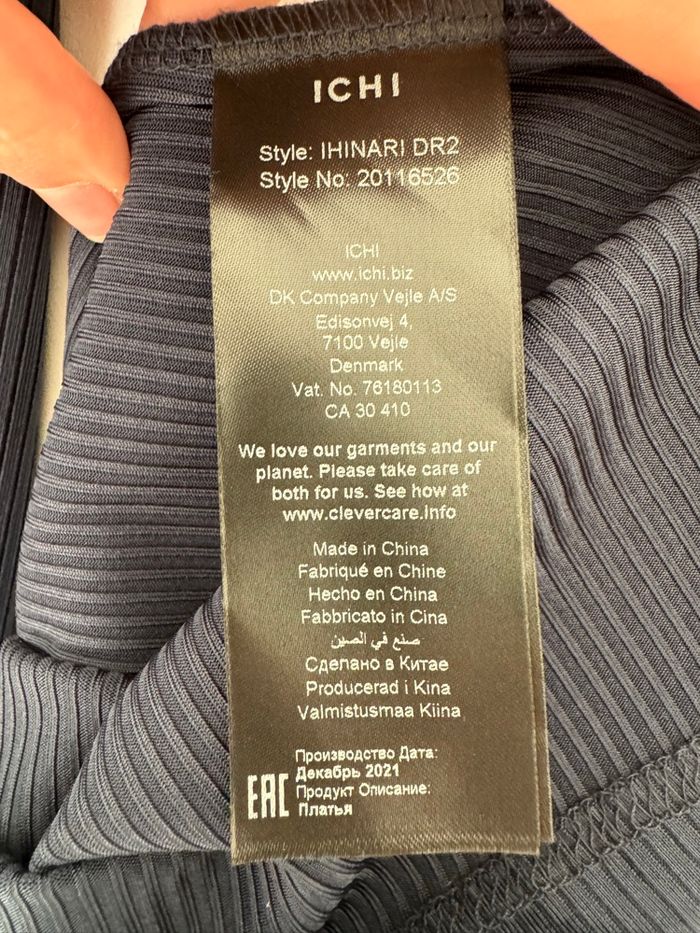 ICHI
Style: IHINARI DR2
Style No: 20116526
ICHI
www.ichi.biz
DK Company Vejle A/S
Edisonvej 4,
7100 Vejle
Denmark
Vat. No. 76180113
CA 30 410
We love our garments and our
planet. Please take care of
both for us. See how at
www.clevercare.info
Made in China
Fabriqué en Chine
Hecho en China
Fabbricato in Cina
صنع في الصين
Сделано в Китае
Producerad i Kina
Valmistusmaa Kiina
Производство Дата:
Декабрь 2021
EAC Продукт Описание:
Платья